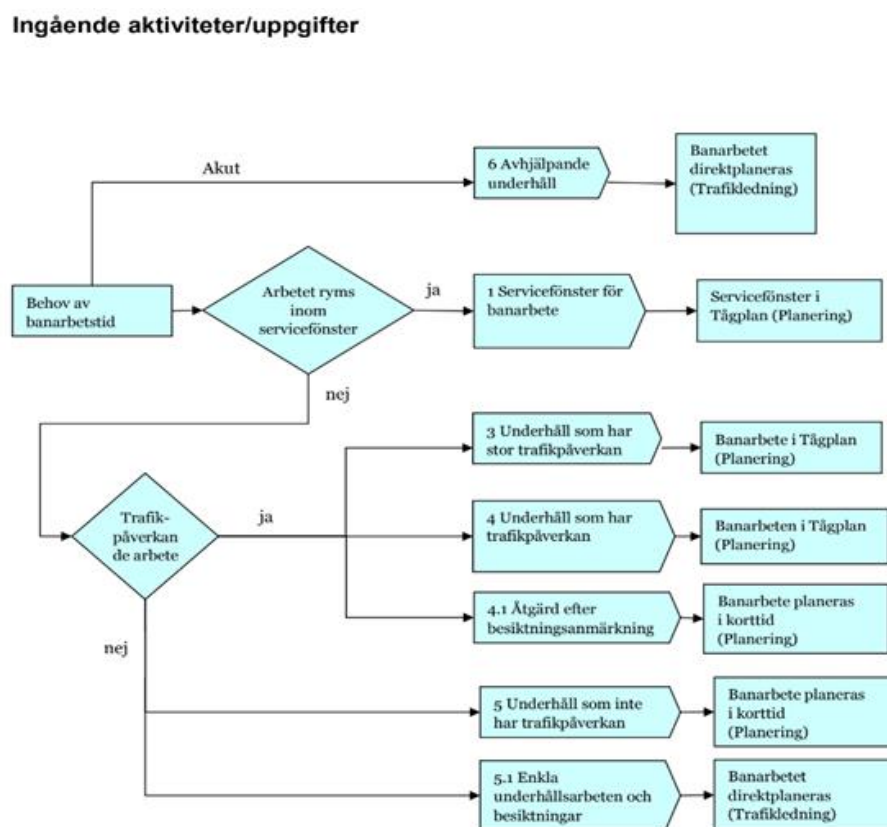 Ingående aktiviteter/uppgifter
Akut
6 Avhjälpande
underhåll
Banarbetet
direktplaneras
(Trafikledning)
Behov av
banarbetstid
Arbetet ryms
inom
servicefönster
ja
1 Servicefönster för
banarbete
Servicefönster i
Tågplan (Planering)
nej
3 Underhåll som har
stor trafikpåverkan
Banarbete i Tågplan
(Planering)
Trafik-
påverkan
de arbete
ja
4 Underhåll som har
trafikpåverkan
Banarbeten i Tågplan
(Planering)
4.1 Åtgärd efter
besiktningsanmärkning
Banarbete planeras
i korttid
(Planering)
nej
5 Underhåll som inte
har trafikpåverkan
Banarbete planeras
i korttid
(Planering)
5.1 Enkla
underhållsarbeten och
besiktningar
Banarbetet
direktplaneras
(Trafikledning)